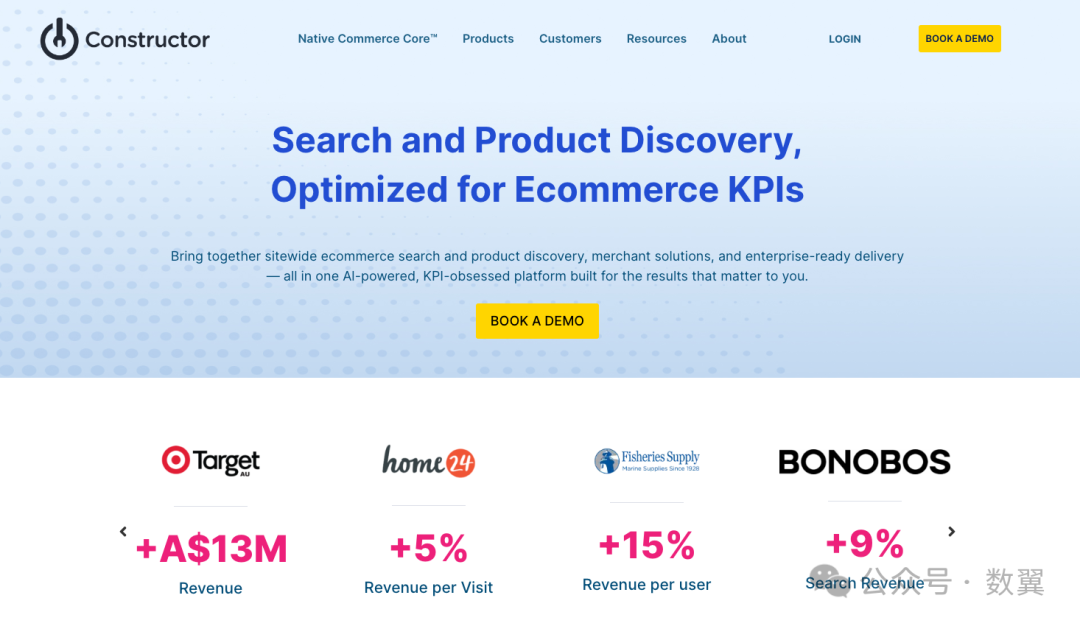 Constructor
Native Commerce Core™ Products Customers Resources About LOGIN BOOK A DEMO
Search and Product Discovery,
Optimized for Ecommerce KPIs
Bring together sitewide ecommerce search and product discovery, merchant solutions, and enterprise-ready delivery
— all in one AI-powered, KPI-obsessed platform built for the results that matter to you.
BOOK A DEMO
Target AU
home24
Fisheries Supply
Marine Supplies Since 1928
BONOBOS
+A$13M
Revenue
+5%
Revenue per Visit
+15%
Revenue per user
+9%
Search Revenue
公众号 · 数翼